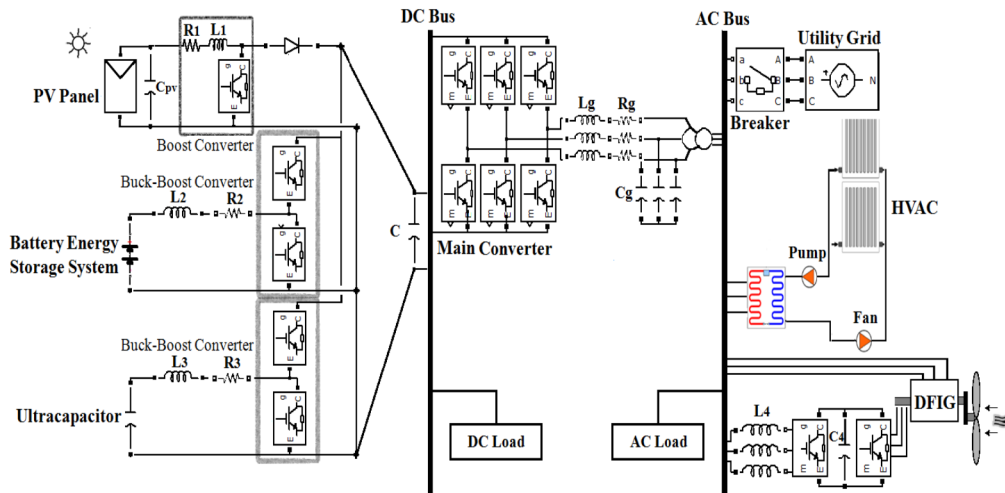 DC Bus
AC Bus
R1 L1
Utility Grid
g C
E
PV Panel
Cpv
g C
m E
g C
m E
g C
m E
a A
b B
c C
A
B
C
N
Breaker
Lg Rg
Boost Converter
Buck-Boost Converter
L2 R2
g C
E
g C
E
g C
m E
g C
m E
g C
m E
Cg
HVAC
C
Battery Energy
Storage System
Main Converter
Pump
Fan
Buck-Boost Converter
L3 R3
g C
E
g C
E
Ultracapacitor
DFIG
DC Load
AC Load
L4
g C
m E
C4
g C
m E